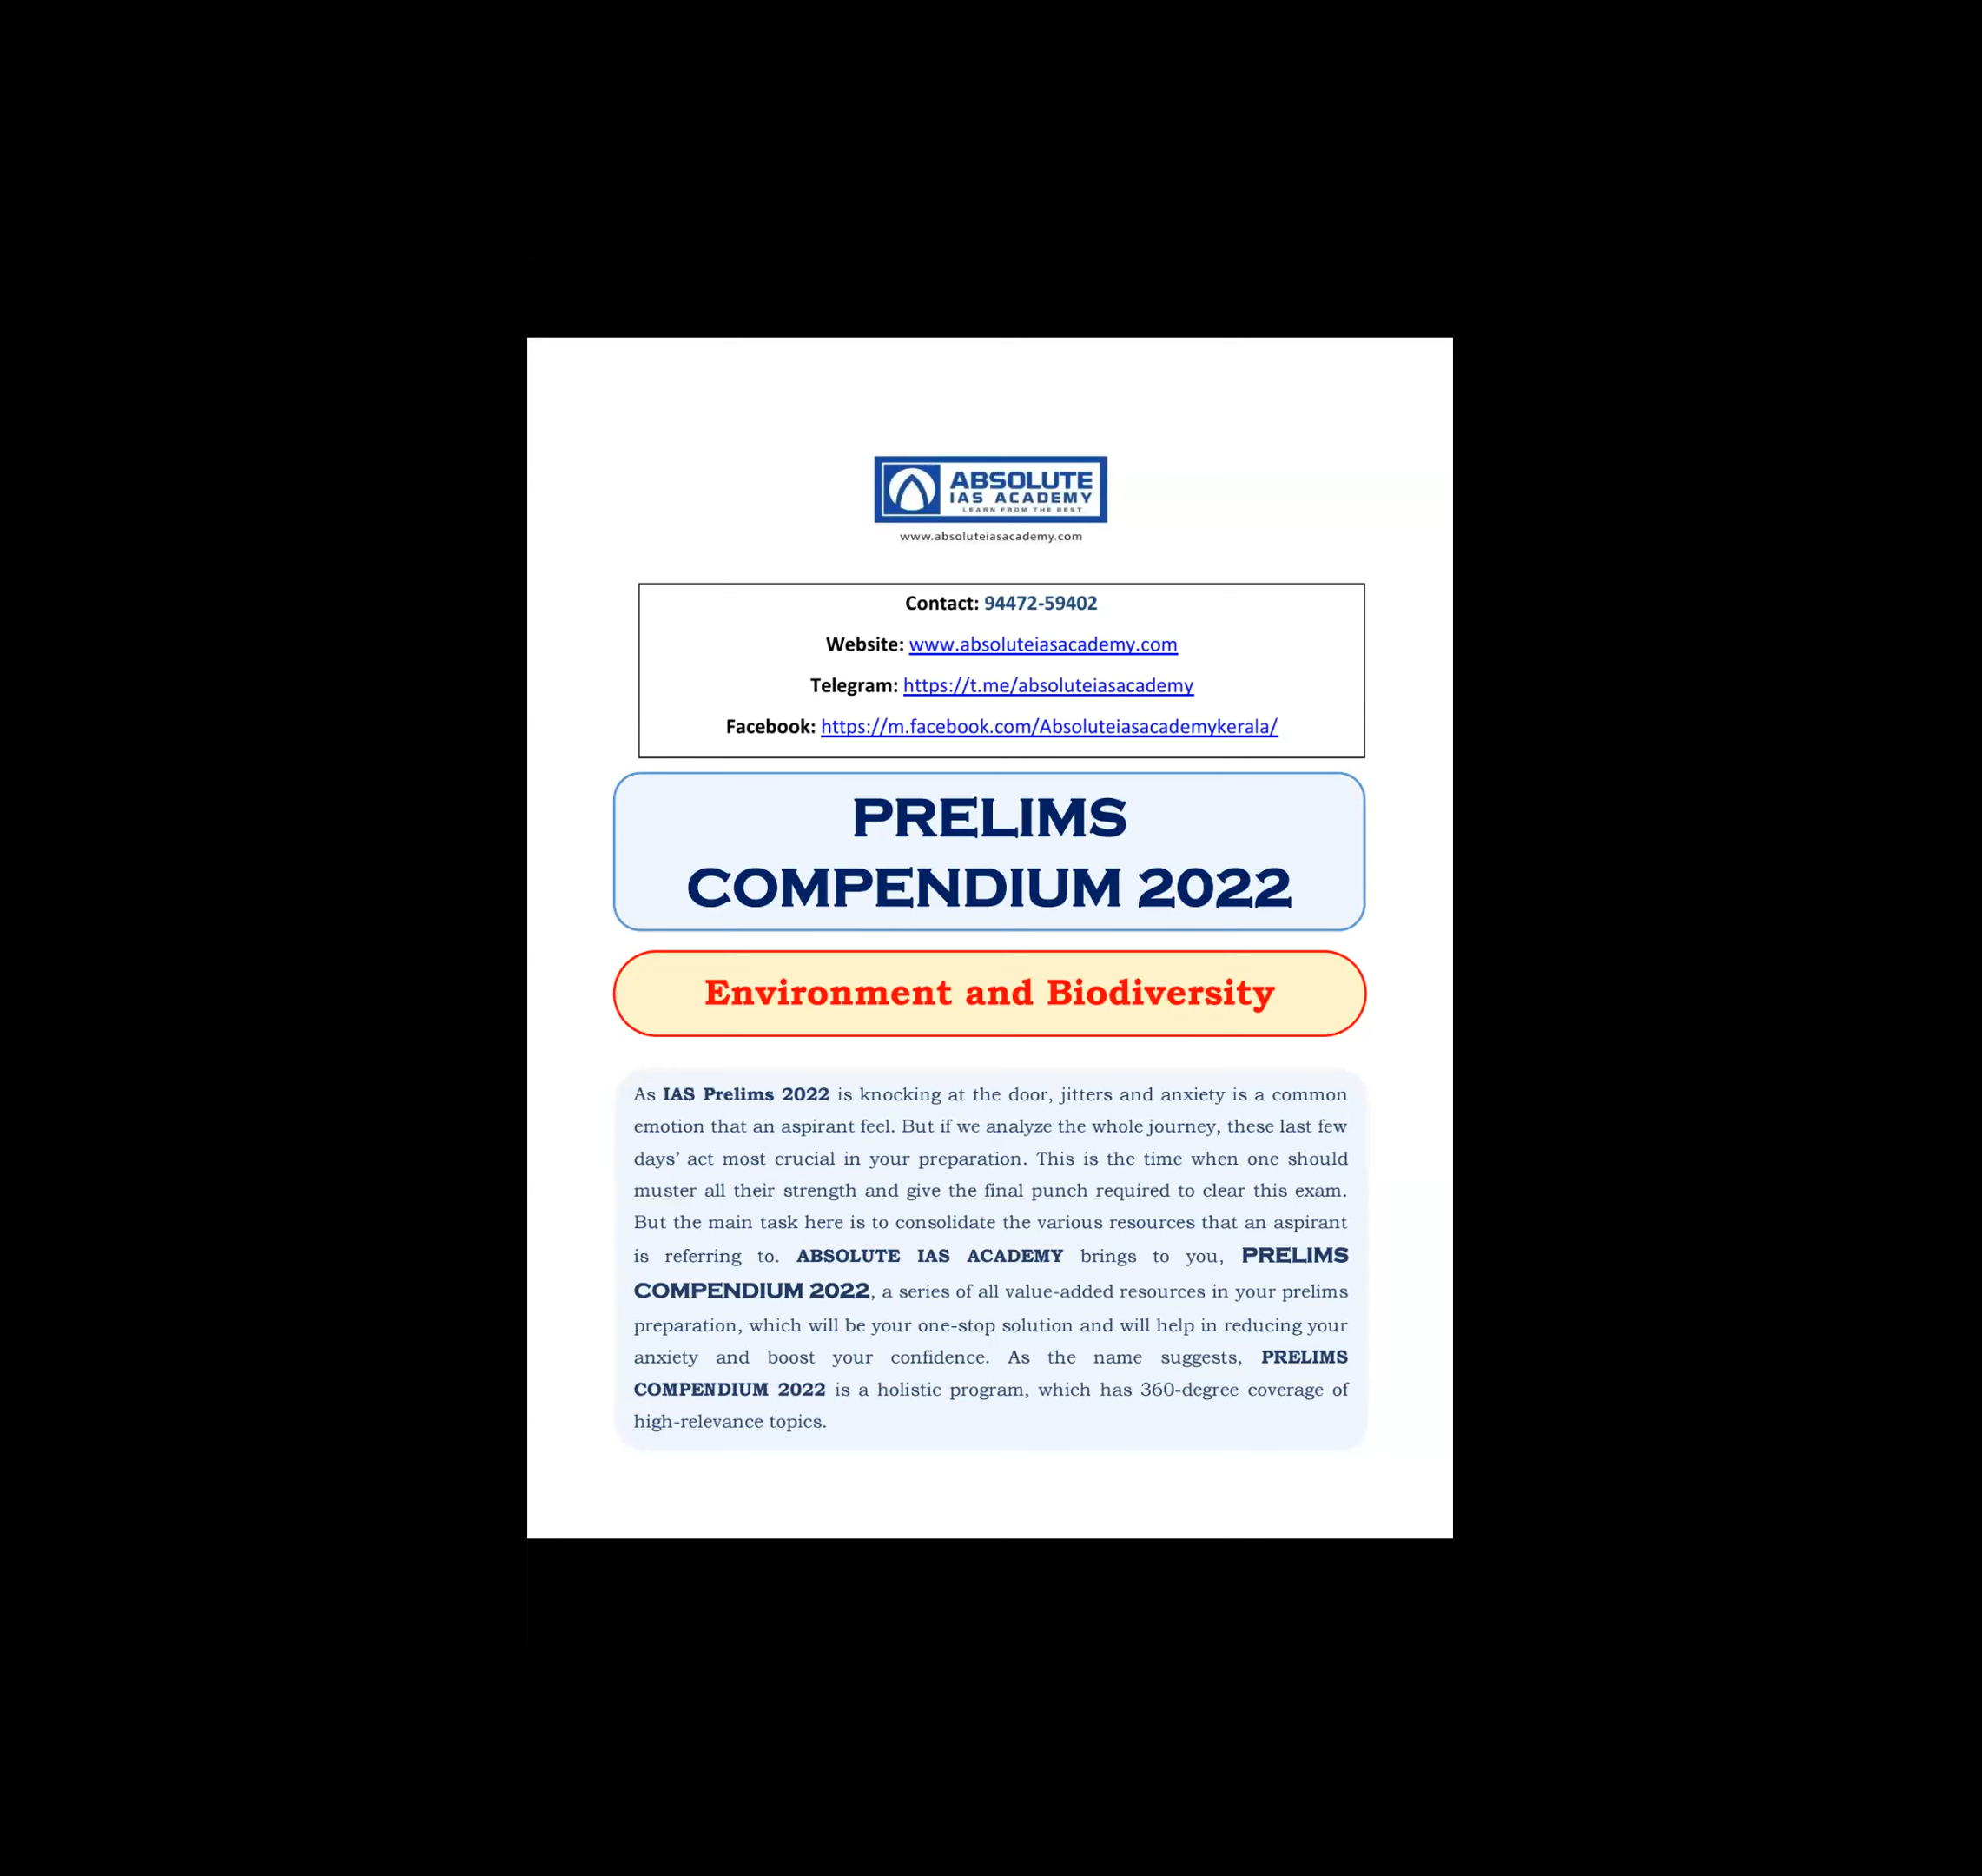 ABSOLUTE
IAS ACADEMY
LEARN FROM THE BEST
www.absoluteiasacademy.com
Contact: 94472-59402
Website: www.absoluteiasacademy.com
Telegram: https://t.me/absoluteiasacademy
Facebook: https://m.facebook.com/Absoluteiasacademykerala/
PRELIMS
COMPENDIUM 2022
Environment and Biodiversity
As IAS Prelims 2022 is knocking at the door, jitters and anxiety is a common
emotion that an aspirant feel. But if we analyze the whole journey, these last few
days’ act most crucial in your preparation. This is the time when one should
muster all their strength and give the final punch required to clear this exam.
But the main task here is to consolidate the various resources that an aspirant
is referring to. ABSOLUTE IAS ACADEMY brings to you, PRELIMS
COMPENDIUM 2022, a series of all value-added resources in your prelims
preparation, which will be your one-stop solution and will help in reducing your
anxiety and boost your confidence. As the name suggests, PRELIMS
COMPENDIUM 2022 is a holistic program, which has 360-degree coverage of
high-relevance topics.